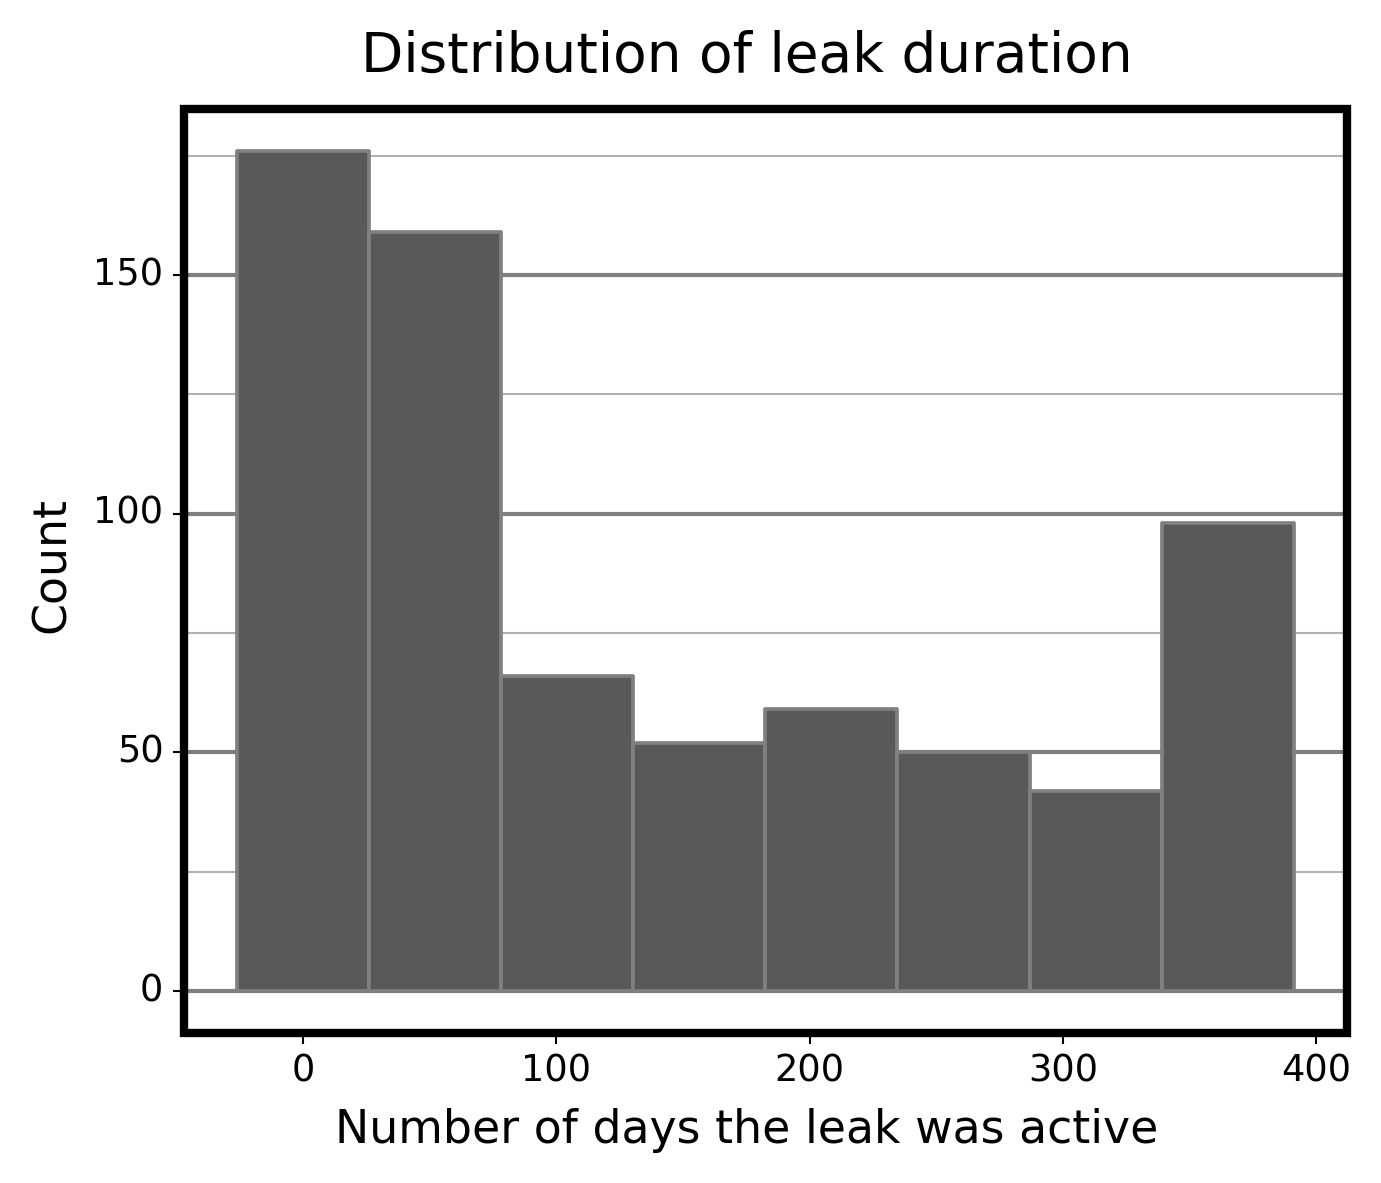 Distribution of leak duration
Count
150
100
50
0
0 100 200 300 400
Number of days the leak was active